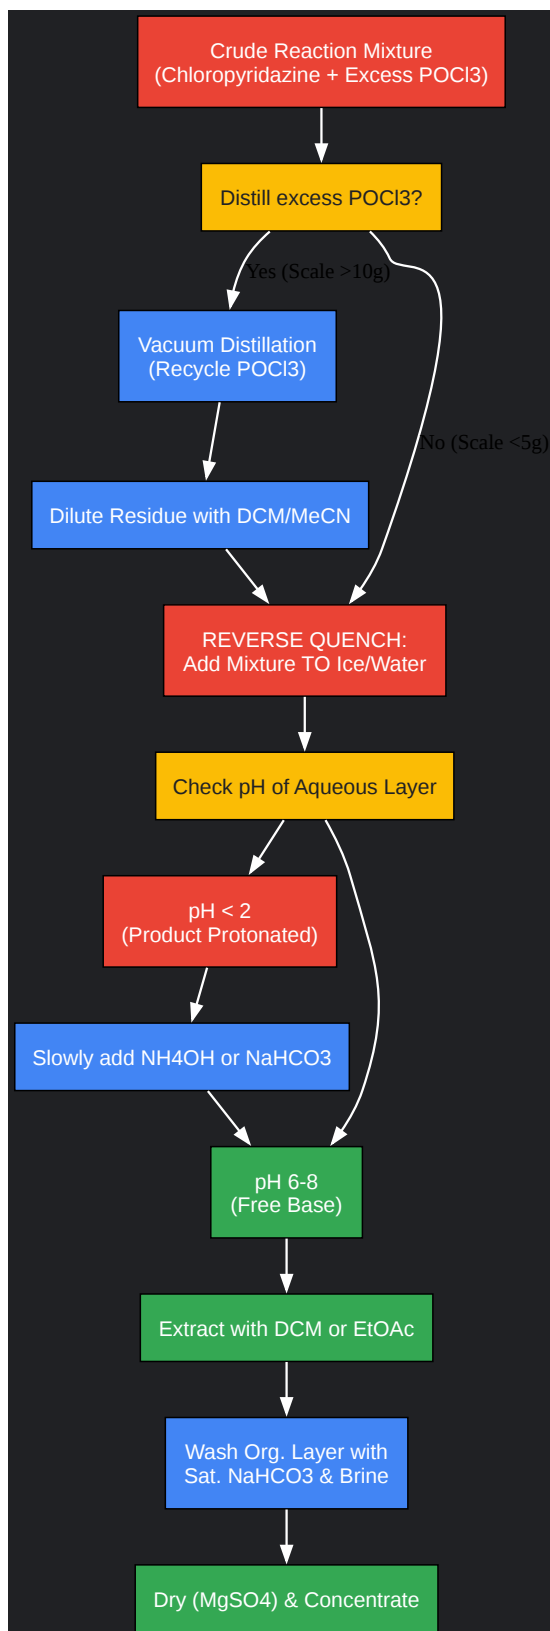 Crude Reaction Mixture
(Chloropyridazine + Excess POCl3)
Distill excess POCl3?
Yes (Scale >10g)
Vacuum Distillation
(Recycle POCl3)
No (Scale <5g)
Dilute Residue with DCM/MeCN
REVERSE QUENCH:
Add Mixture TO Ice/Water
Check pH of Aqueous Layer
pH < 2
(Product Protonated)
Slowly add NH4OH or NaHCO3
pH 6-8
(Free Base)
Extract with DCM or EtOAc
Wash Org. Layer with
Sat. NaHCO3 & Brine
Dry (MgSO4) & Concentrate